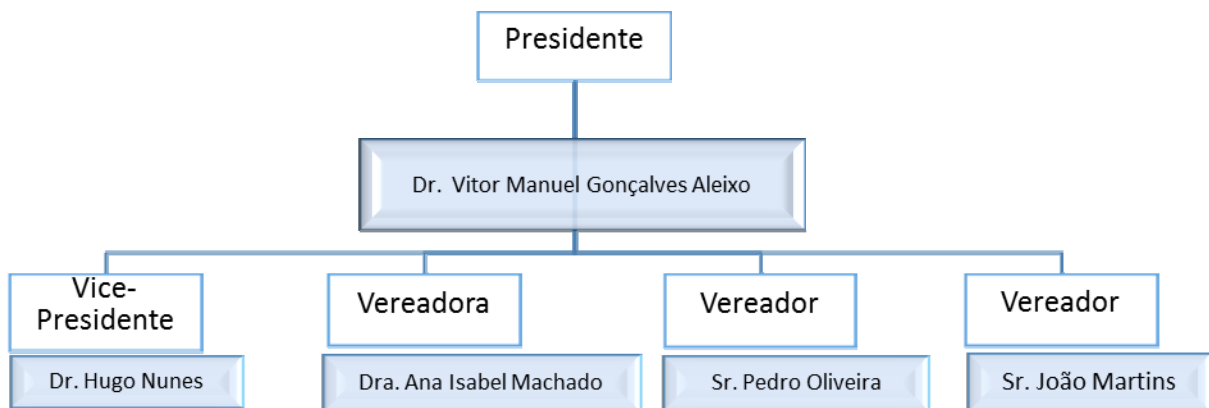 Presidente
Dr. Vitor Manuel Gonçalves Aleixo
Vice-
Presidente
Dr. Hugo Nunes
Vereadora
Dra. Ana Isabel Machado
Vereador
Sr. Pedro Oliveira
Vereador
Sr. João Martins